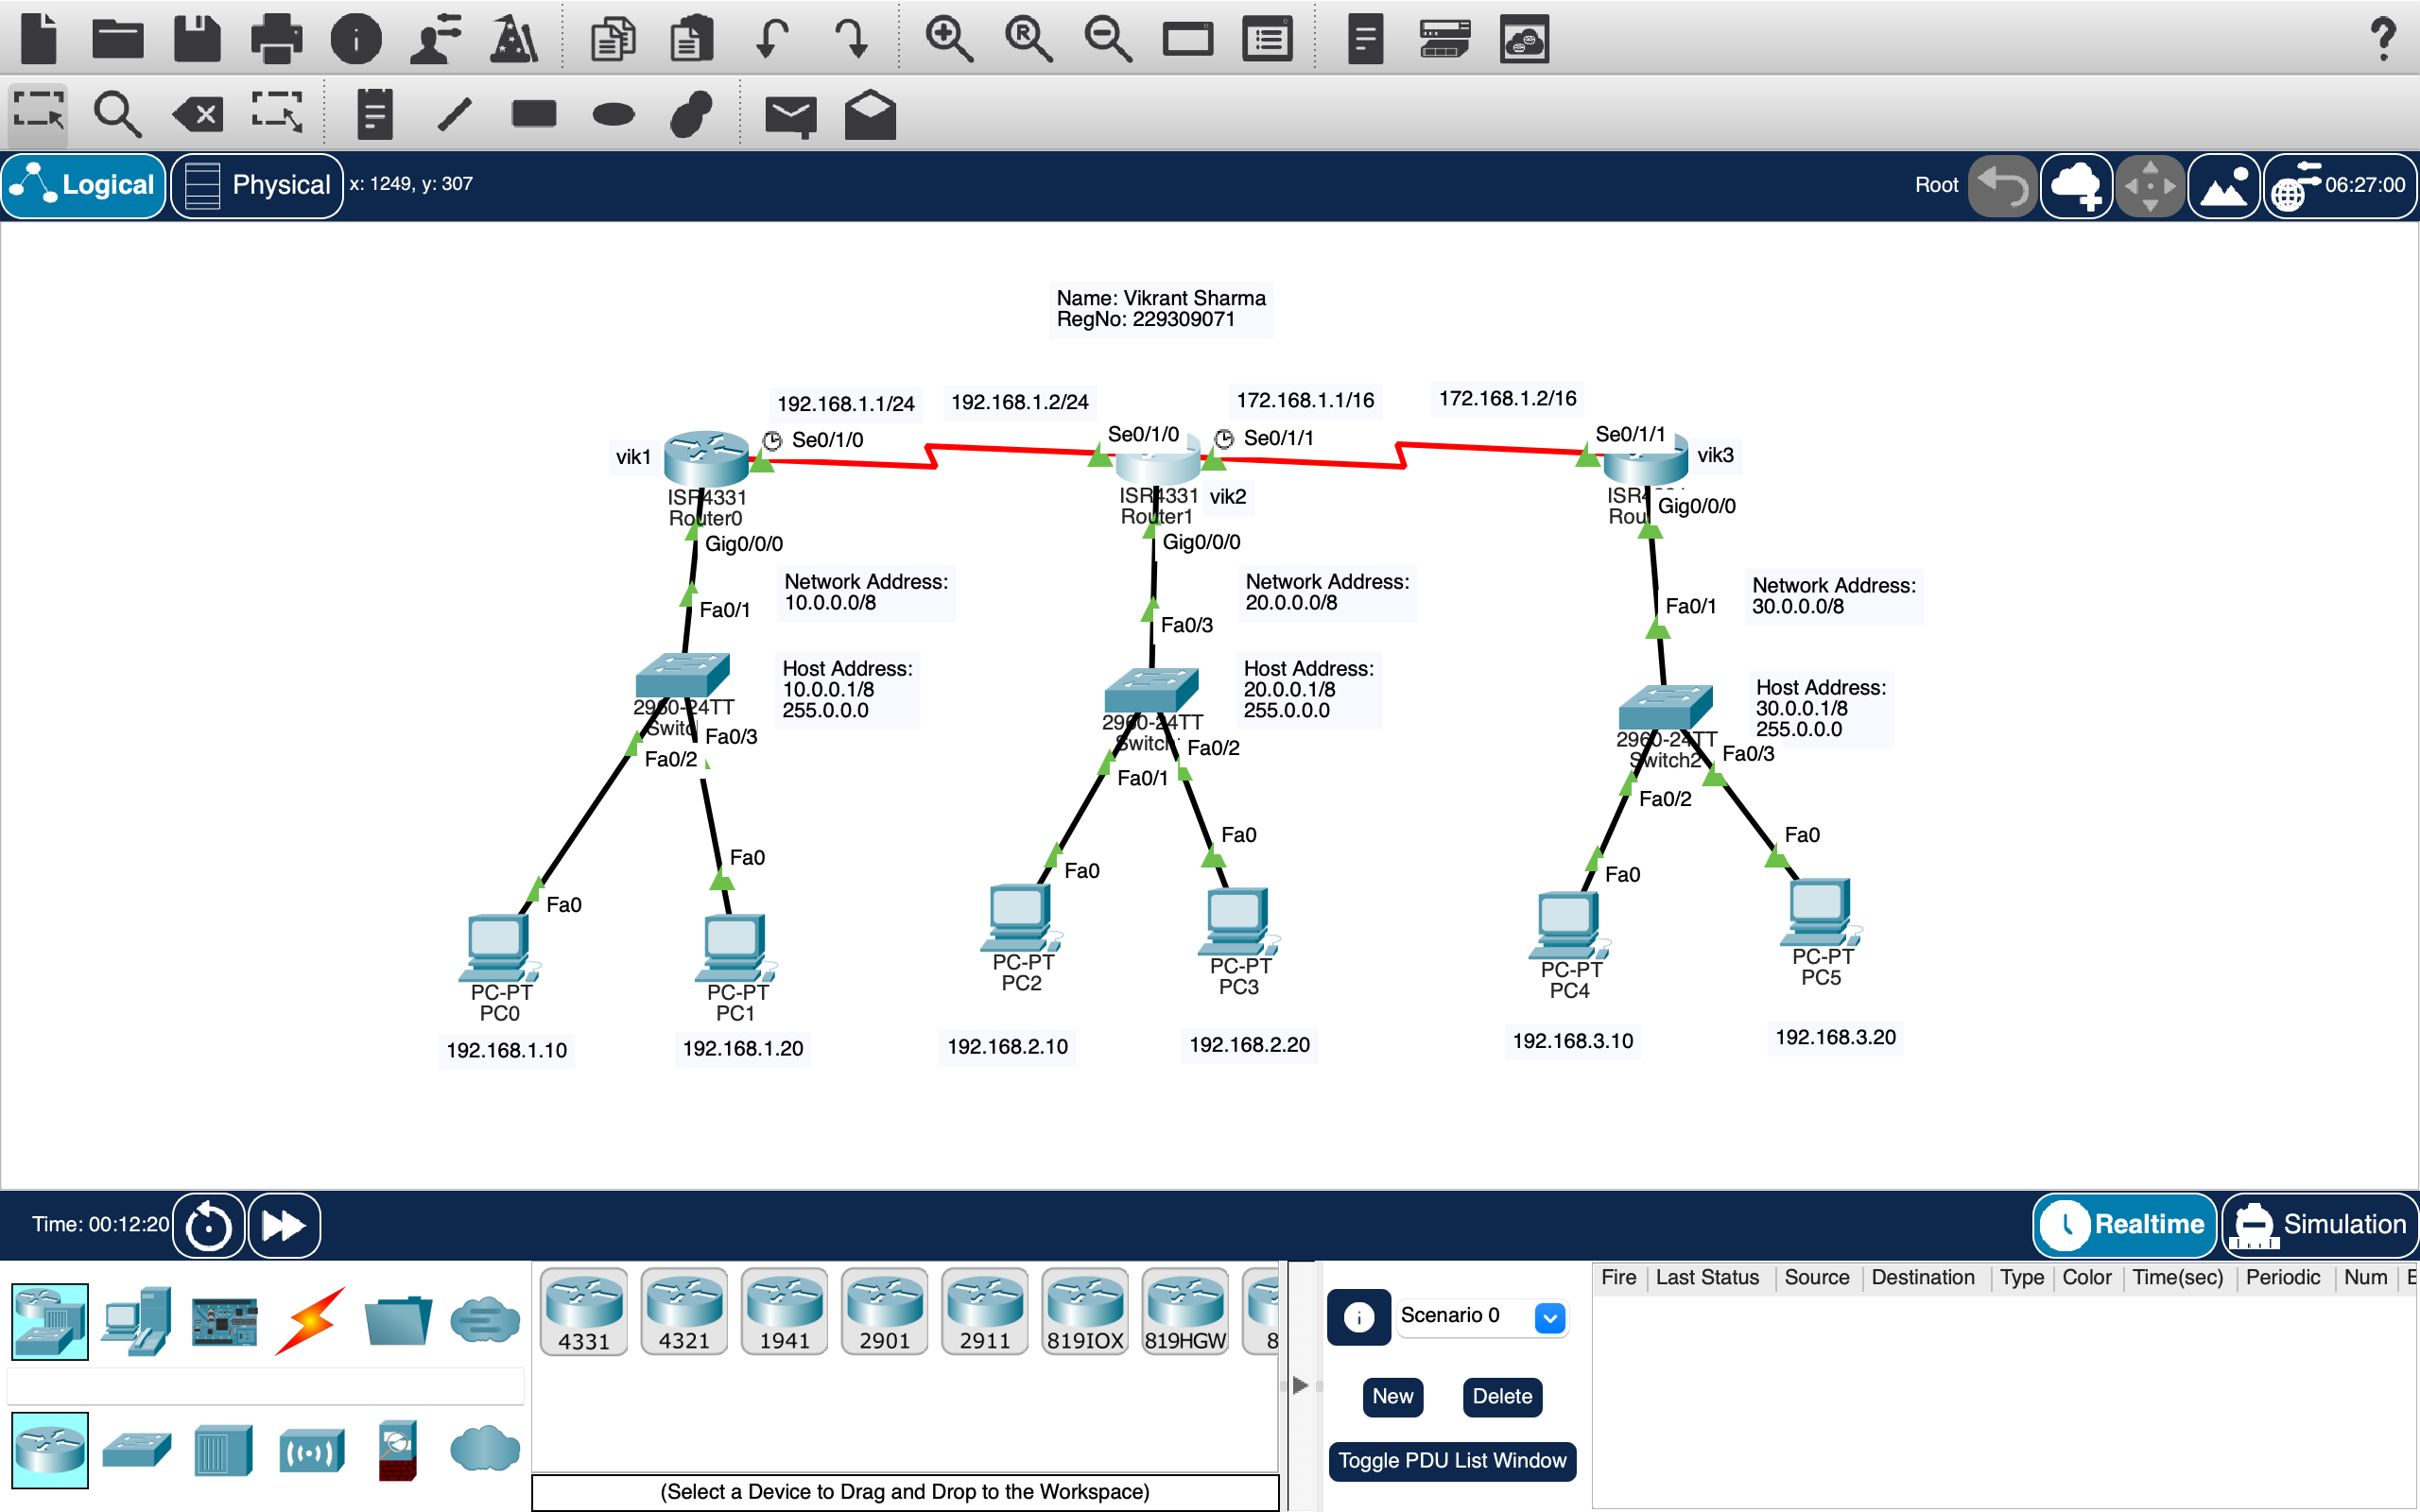 Logical
Physical
x: 1249, y: 307
Root
06:27:00
Name: Vikrant Sharma
RegNo: 229309071
192.168.1.1/24
192.168.1.2/24
172.168.1.1/16
172.168.1.2/16
vik1
Se0/1/0
Se0/1/0
Se0/1/1
Se0/1/1
vik3
ISR4331
Router0
ISR4331
Router1
vik2
Gig0/0/0
Gig0/0/0
Gig0/0/0
Fa0/1
Fa0/3
Fa0/1
Network Address:
10.0.0.0/8
Network Address:
20.0.0.0/8
Network Address:
30.0.0.0/8
Host Address:
10.0.0.1/8
255.0.0.0
Host Address:
20.0.0.1/8
255.0.0.0
Host Address:
30.0.0.1/8
255.0.0.0
2960-24TT
Fa0/3
Fa0/2
2960-24TT
Switch
Fa0/2
Fa0/1
2960-24TT
Switch2
Fa0/3
Fa0/2
Fa0
Fa0
Fa0
Fa0
Fa0
Fa0
PC-PT
PC0
PC-PT
PC1
PC-PT
PC2
PC-PT
PC3
PC-PT
PC4
PC-PT
PC5
192.168.1.10
192.168.1.20
192.168.2.10
192.168.2.20
192.168.3.10
192.168.3.20
Time: 00:12:20
Realtime
Simulation
4331
4321
1941
2901
2911
819IOX
819HGW
8
(Select a Device to Drag and Drop to the Workspace)
Scenario 0
New
Delete
Toggle PDU List Window
Fire Last Status Source Destination Type Color Time(sec) Periodic Num